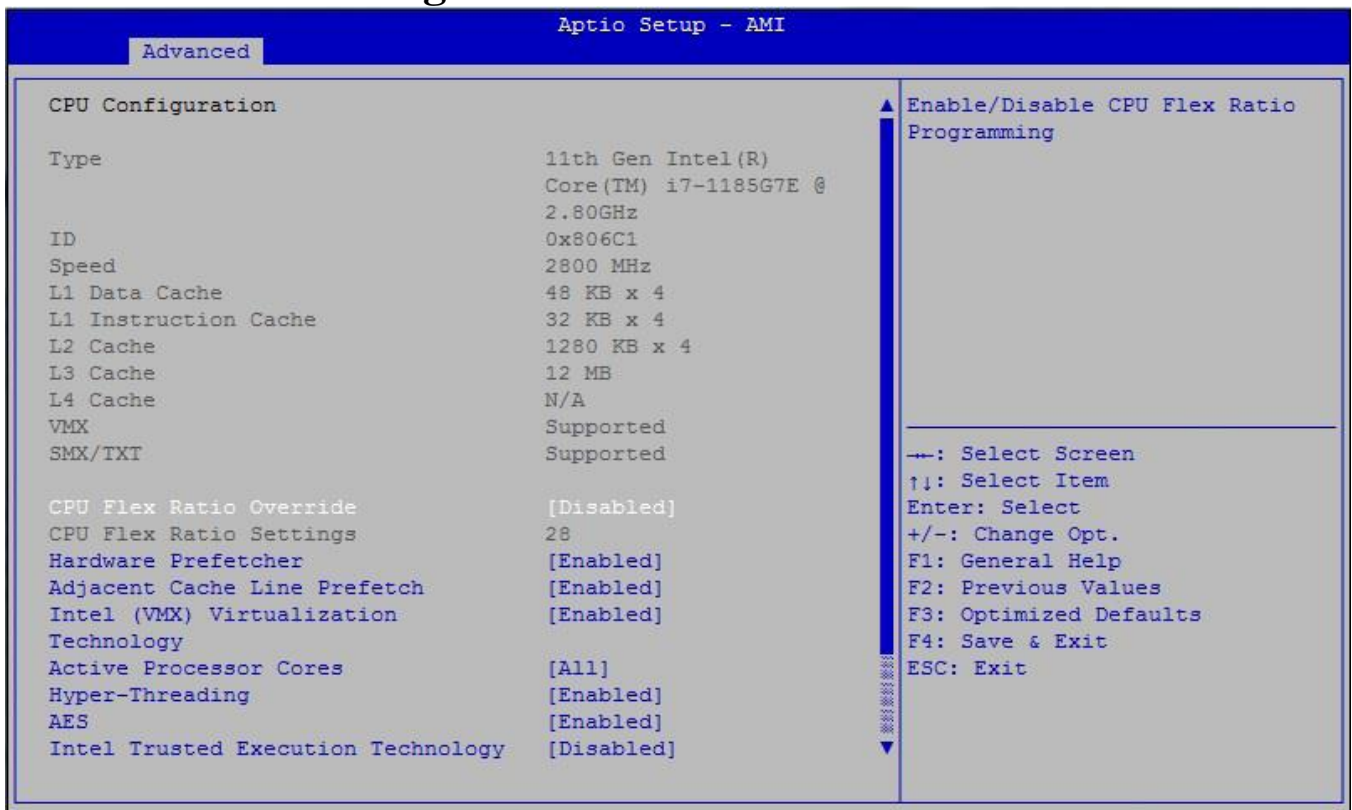 Aptio Setup - AMI
Advanced
CPU Configuration
Type 11th Gen Intel(R)
Core(TM) i7-1185G7E @
2.80GHz
ID 0x806C1
Speed 2800 MHz
L1 Data Cache 48 KB x 4
L1 Instruction Cache 32 KB x 4
L2 Cache 1280 KB x 4
L3 Cache 12 MB
L4 Cache N/A
VMX Supported
SMX/TXT Supported
CPU Flex Ratio Override [Disabled]
CPU Flex Ratio Settings 28
Hardware Prefetcher [Enabled]
Adjacent Cache Line Prefetch [Enabled]
Intel (VMX) Virtualization [Enabled]
Technology
Active Processor Cores [All]
Hyper-Threading [Enabled]
AES [Enabled]
Intel Trusted Execution Technology [Disabled]
Enable/Disable CPU Flex Ratio
Programming
→←: Select Screen
↑↓: Select Item
Enter: Select
+/-: Change Opt.
F1: General Help
F2: Previous Values
F3: Optimized Defaults
F4: Save & Exit
ESC: Exit